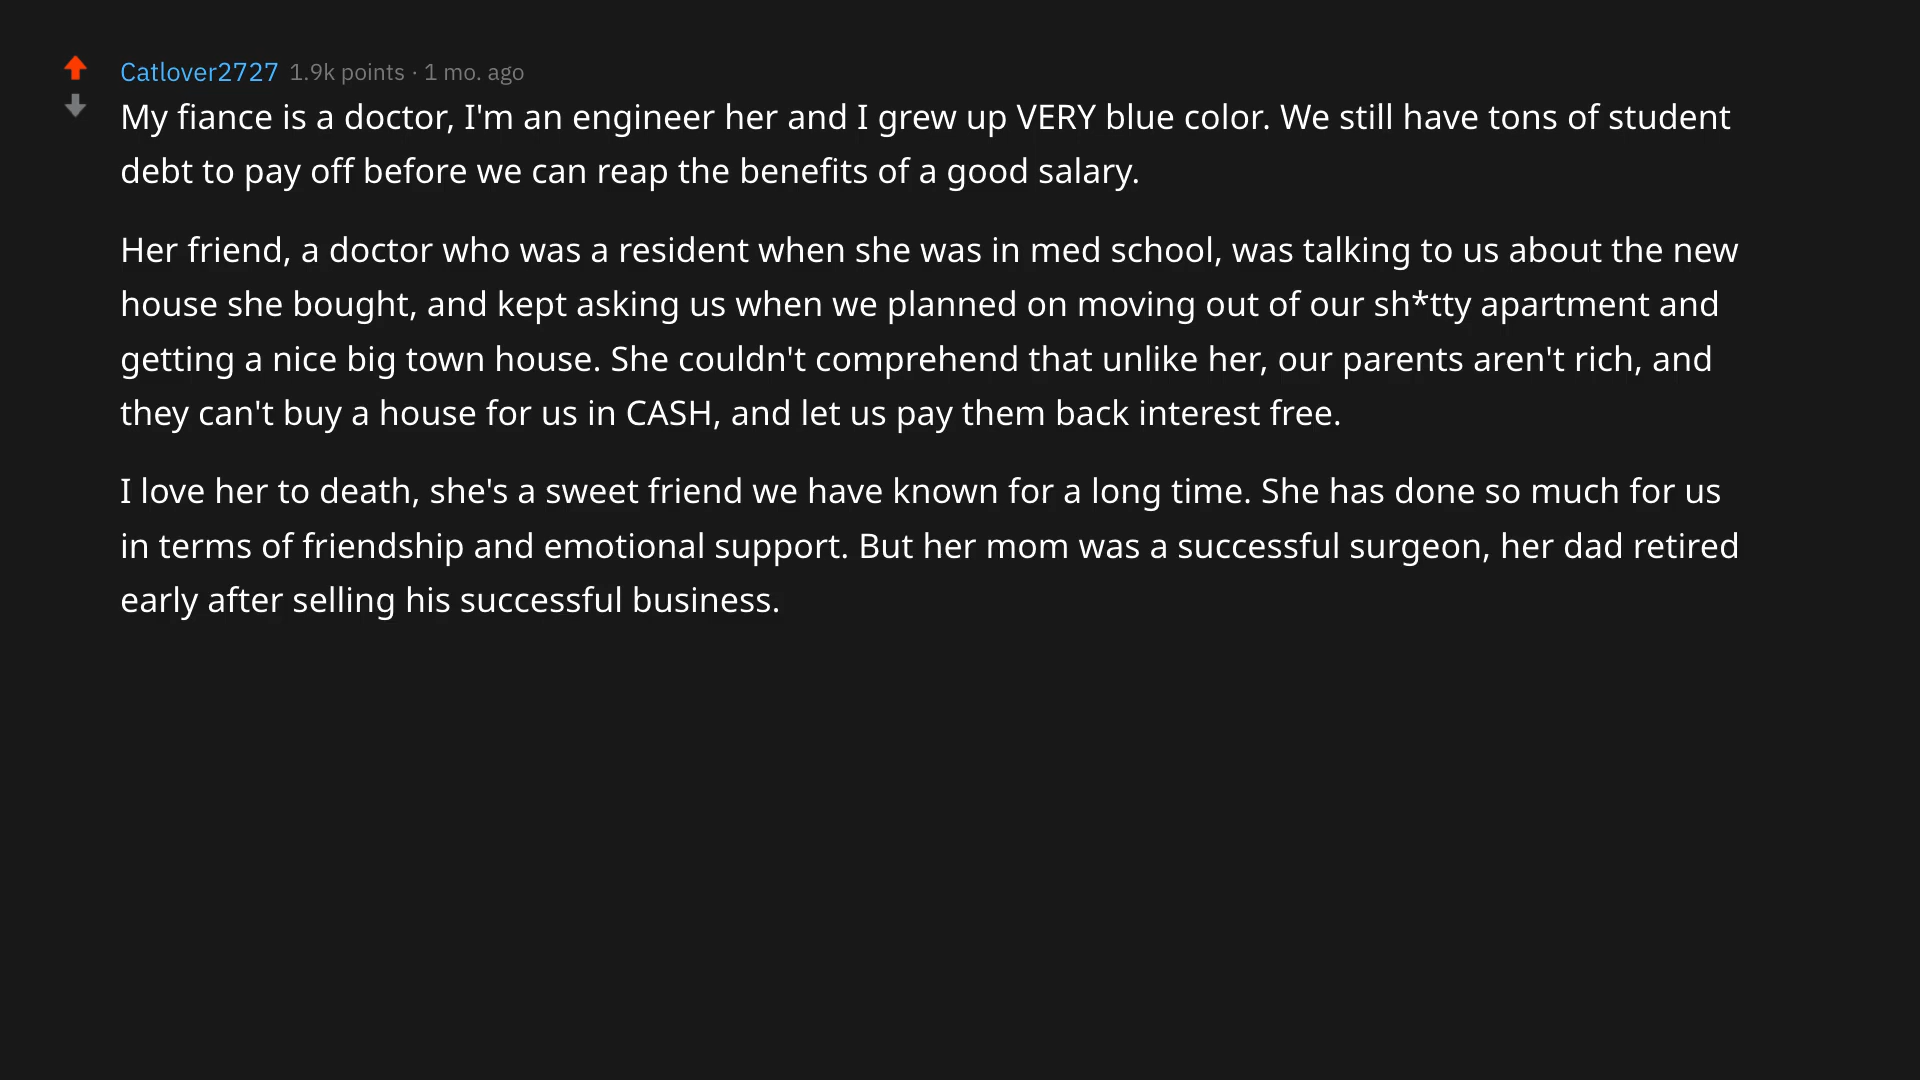 Catlover2727 1.9k points · 1 mo. ago
My fiance is a doctor, I'm an engineer her and I grew up VERY blue color. We still have tons of student
debt to pay off before we can reap the benefits of a good salary.
Her friend, a doctor who was a resident when she was in med school, was talking to us about the new
house she bought, and kept asking us when we planned on moving out of our sh*tty apartment and
getting a nice big town house. She couldn't comprehend that unlike her, our parents aren't rich, and
they can't buy a house for us in CASH, and let us pay them back interest free.
I love her to death, she's a sweet friend we have known for a long time. She has done so much for us
in terms of friendship and emotional support. But her mom was a successful surgeon, her dad retired
early after selling his successful business.